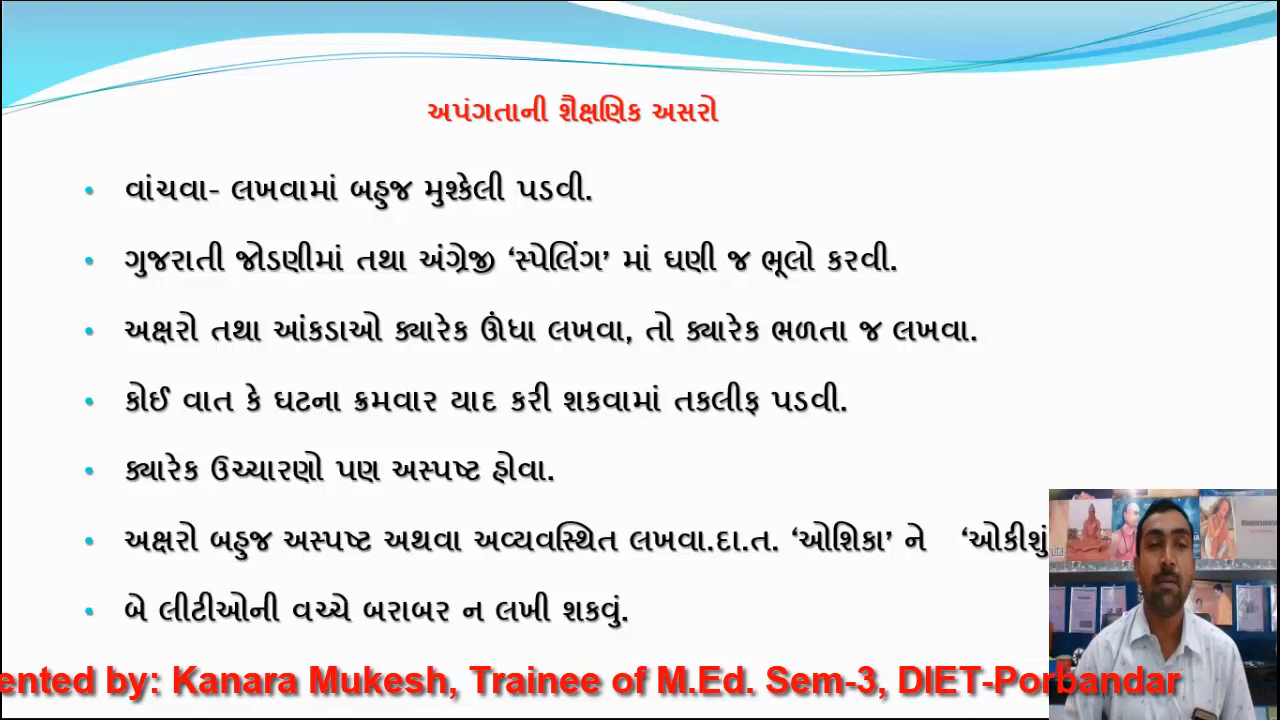 અપંગતાની શૈક્ષણિક અસરો
• વાંચવા- લખવામાં બહુજ મુશ્કેલી પડવી.
• ગુજરાતી જોડણીમાં તથા અંગ્રેજી ‘સ્પેલિંગ’ માં ઘણી જ ભૂલો કરવી.
• અક્ષરો તથા આંકડાઓ ક્યારેક ઊંધા લખવા, તો ક્યારેક ભળતા જ લખવા.
• કોઈ વાત કે ઘટના ક્રમવાર યાદ કરી શકવામાં તકલીફ પડવી.
• ક્યારેક ઉચ્ચારણો પણ અસ્પષ્ટ હોવા.
• અક્ષરો બહુજ અસ્પષ્ટ અથવા અવ્યવસ્થિત લખવા.દા.ત. ‘ઓશિકા’ ને ‘ઓકીશું
• બે લીટીઓની વચ્ચે બરાબર ન લખી શકવું.
ented by: Kanara Mukesh, Trainee of M.Ed. Sem-3, DIET-Porbandar